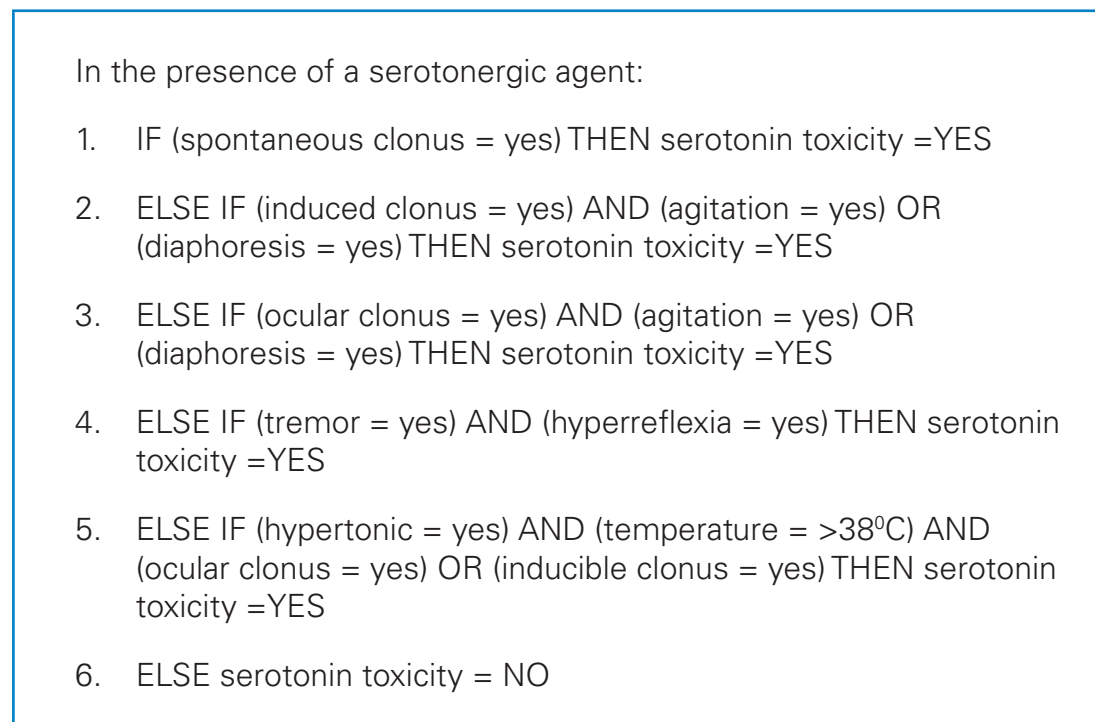 In the presence of a serotonergic agent:
1. IF (spontaneous clonus = yes) THEN serotonin toxicity =YES
2. ELSE IF (induced clonus = yes) AND (agitation = yes) OR
(diaphoresis = yes) THEN serotonin toxicity =YES
3. ELSE IF (ocular clonus = yes) AND (agitation = yes) OR
(diaphoresis = yes) THEN serotonin toxicity =YES
4. ELSE IF (tremor = yes) AND (hyperreflexia = yes) THEN serotonin
toxicity =YES
5. ELSE IF (hypertonic = yes) AND (temperature = >38⁰C) AND
(ocular clonus = yes) OR (inducible clonus = yes) THEN serotonin
toxicity =YES
6. ELSE serotonin toxicity = NO